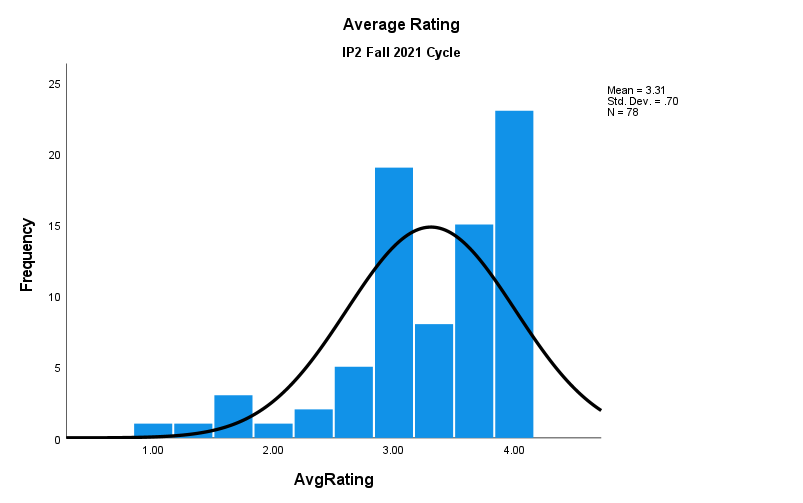 Average Rating
IP2 Fall 2021 Cycle
Mean = 3.31
Std. Dev. = .70
N = 78
25
20
15
10
5
0
Frequency
1.00 2.00 3.00 4.00
AvgRating